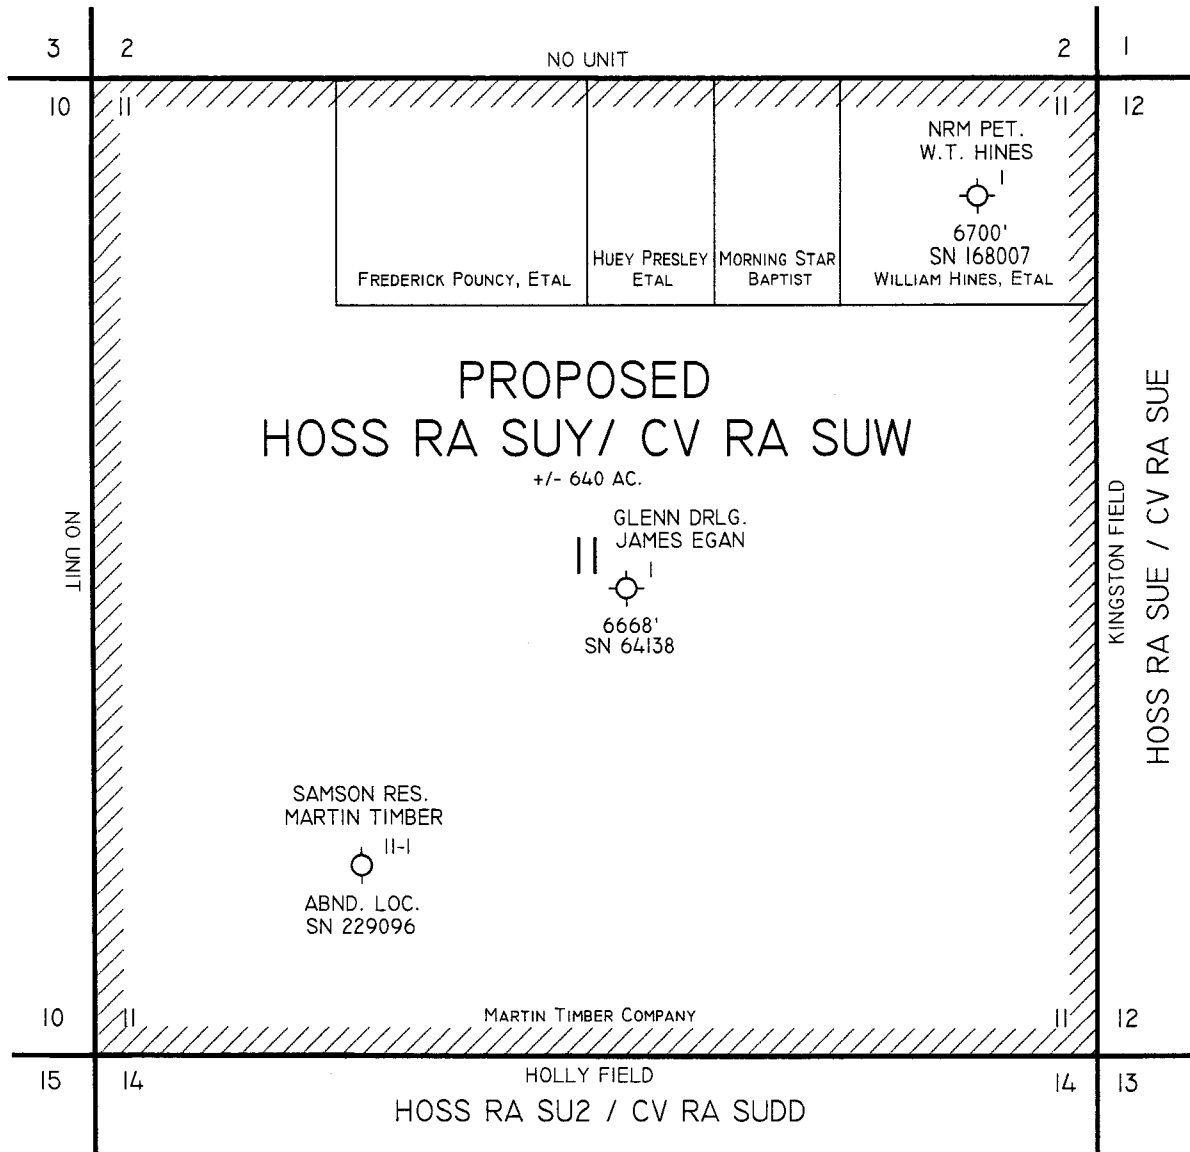 3 2 NO UNIT 2 1
10 11 11 12
NRM PET.
W.T. HINES
1
6700'
SN 168007
WILLIAM HINES, ETAL
FREDERICK POUNCY, ETAL
HUEY PRESLEY
ETAL
MORNING STAR
BAPTIST
PROPOSED
HOSS RA SUY/ CV RA SUW
+/- 640 AC.
GLENN DRLG.
JAMES EGAN
11
1
6668'
SN 64138
NO UNIT
KINGSTON FIELD
HOSS RA SUE / CV RA SUE
SAMSON RES.
MARTIN TIMBER
11-1
ABND. LOC.
SN 229096
10 11 MARTIN TIMBER COMPANY 11 12
15 14 HOLLY FIELD 14 13
HOSS RA SU2 / CV RA SUDD